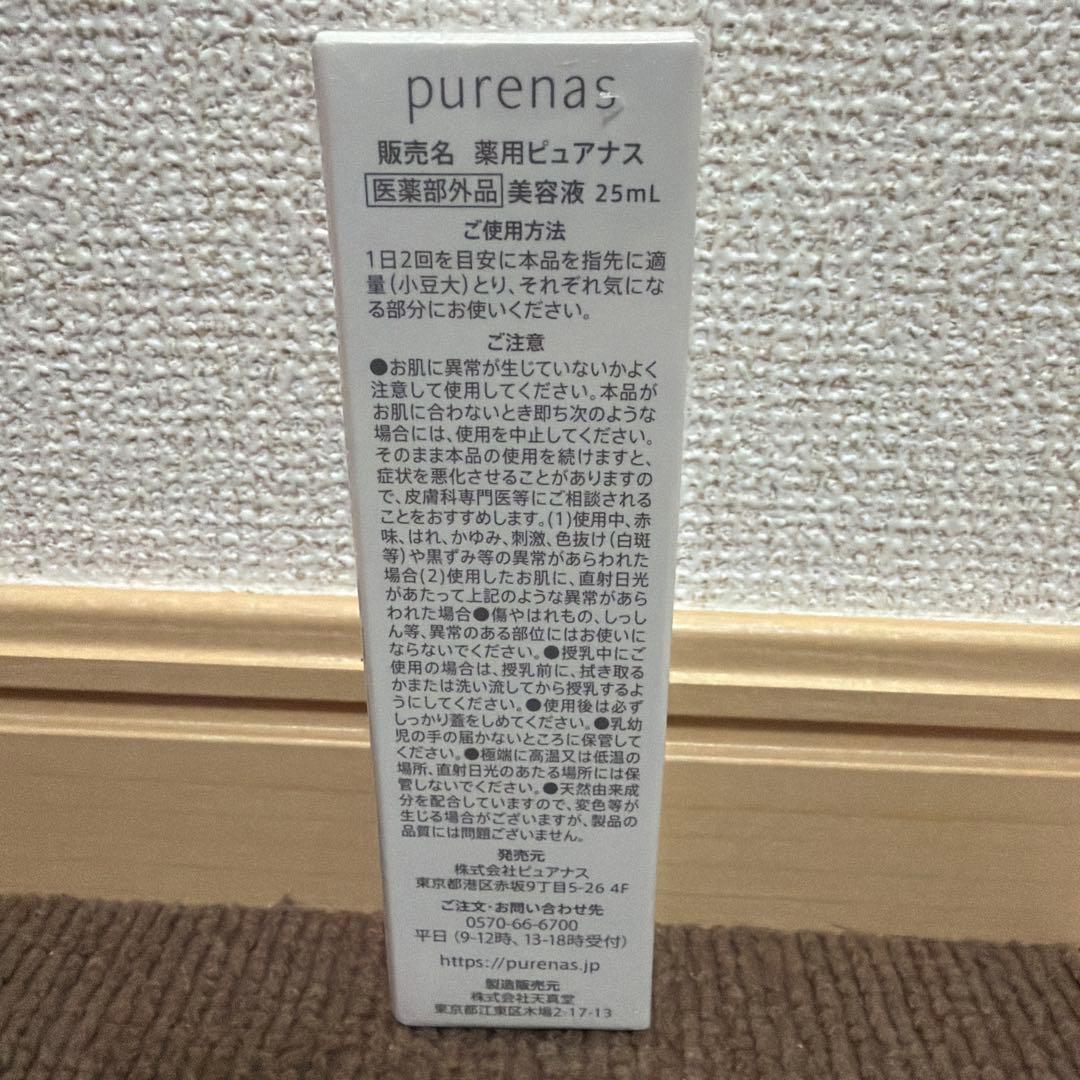 purenas
販売名 薬用ピュアナス
医薬部外品 美容液 25mL
ご使用方法
1日2回を目安に本品を指先に適
量(小豆大)とり、それぞれ気にな
る部分にお使いください。
ご注意
●お肌に異常が生じていないかよく
注意して使用してください。本品が
お肌に合わないとき即ち次のような
場合には、使用を中止してください。
そのまま本品の使用を続けますと、
症状を悪化させることがありますの
で、皮膚科専門医等にご相談される
ことをおすすめします。(1)使用中、赤
味、はれ、かゆみ、刺激、色抜け(白斑
等)や黒ずみ等の異常があらわれた
場合(2)使用したお肌に、直射日光
があたって上記のような異常があら
われた場合●傷やはれもの、しっし
ん等、異常のある部位にはお使いに
ならないでください。●授乳中にご
使用の場合は、授乳前に、拭き取る
かまたは洗い流してから授乳するよ
うにしてください。●使用後は必ず
しっかり蓋をしめてください。●乳幼
児の手の届かないところに保管して
ください。●極端に高温又は低温の
場所、直射日光のあたる場所には保
管しないでください。●天然由来成
分を配合していますので、変色等が
生じる場合がございますが、製品の
品質には問題ございません。
発売元
株式会社ピュアナス
東京都港区赤坂9丁目5-26 4F
ご注文・お問い合わせ先
0570-66-6700
平日(9-12時、13-18時受付)
https://purenas.jp
製造販売元
株式会社天真堂
東京都江東区木場2-17-13